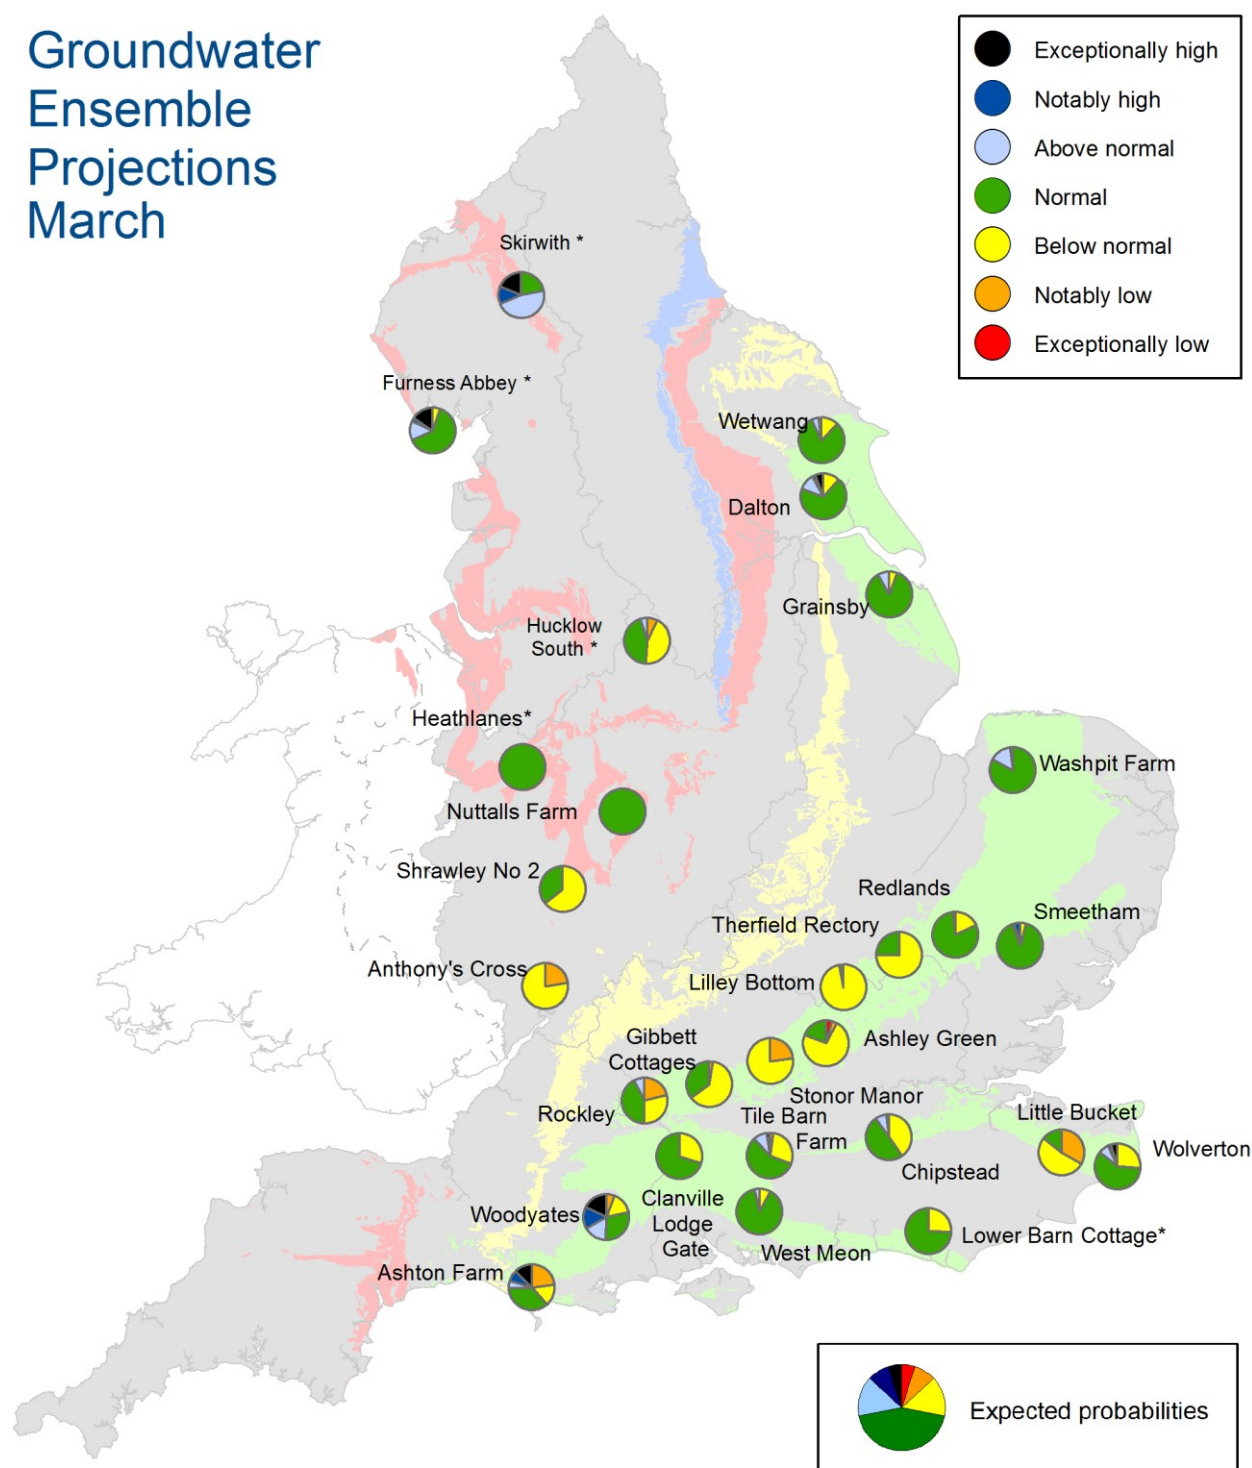 Groundwater
Ensemble
Projections
March
Exceptionally high
Notably high
Above normal
Normal
Below normal
Notably low
Exceptionally low
Skirwith *
Furness Abbey *
Wetwang
Dalton
Grainsby
Hucklow
South *
Heathlanes*
Washpit Farm
Nuttalls Farm
Shrawley No 2
Redlands
Smeetham
Therfield Rectory
Anthony's Cross
Lilley Bottom
Gibbett
Cottages
Ashley Green
Rockley
Stonor Manor
Tile Barn
Farm
Little Bucket
Wolverton
Chipstead
Woodyates
Clanville
Lodge
Gate
West Meon
Lower Barn Cottage*
Ashton Farm
Expected probabilities